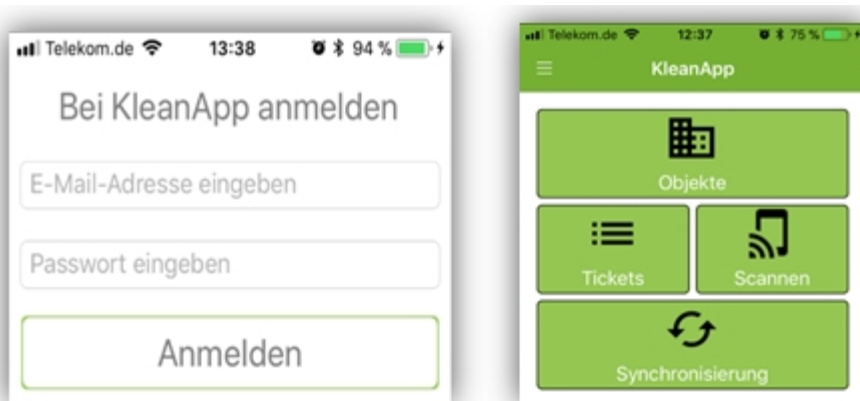 Telekom.de 13:38 94 %
Bei KleanApp anmelden
E-Mail-Adresse eingeben
Passwort eingeben
Anmelden
Telekom.de 12:37 75 %
KleanApp
Objekte
Tickets Scannen
Synchronisierung